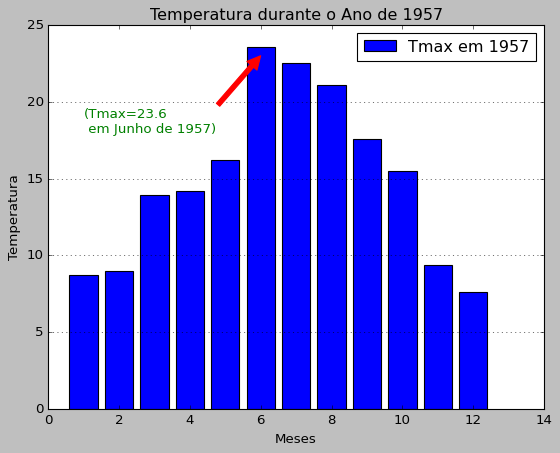 Temperatura durante o Ano de 1957
25
20
15
10
5
0
Temperatura
Tmax em 1957
(Tmax=23.6
em Junho de 1957)
0 2 4 6 8 10 12 14
Meses